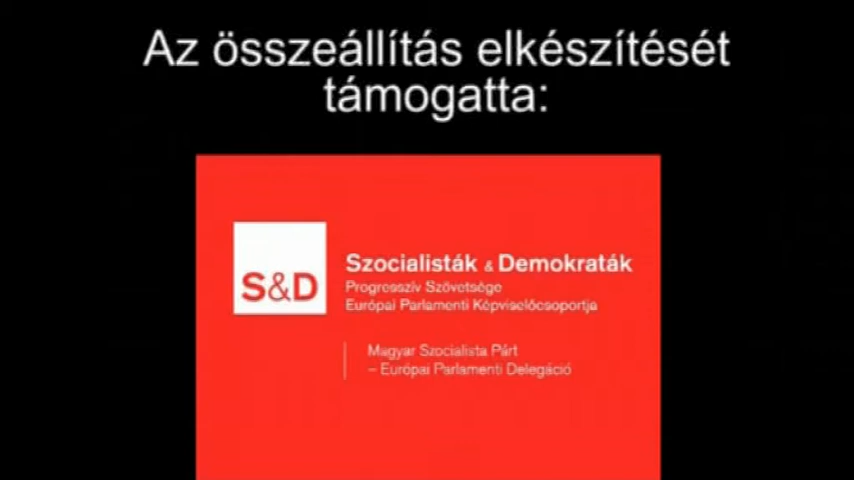 Az összeállítás elkészítését
támogatta:
S&D
Szocialisták & Demokraták
Progresszív Szövetsége
Európai Parlamenti Képviselőcsoportja
Magyar Szocialista Párt
– Európai Parlamenti Delegáció